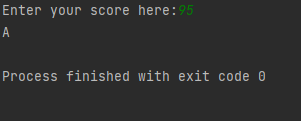 Enter your score here:95
A
Process finished with exit code 0